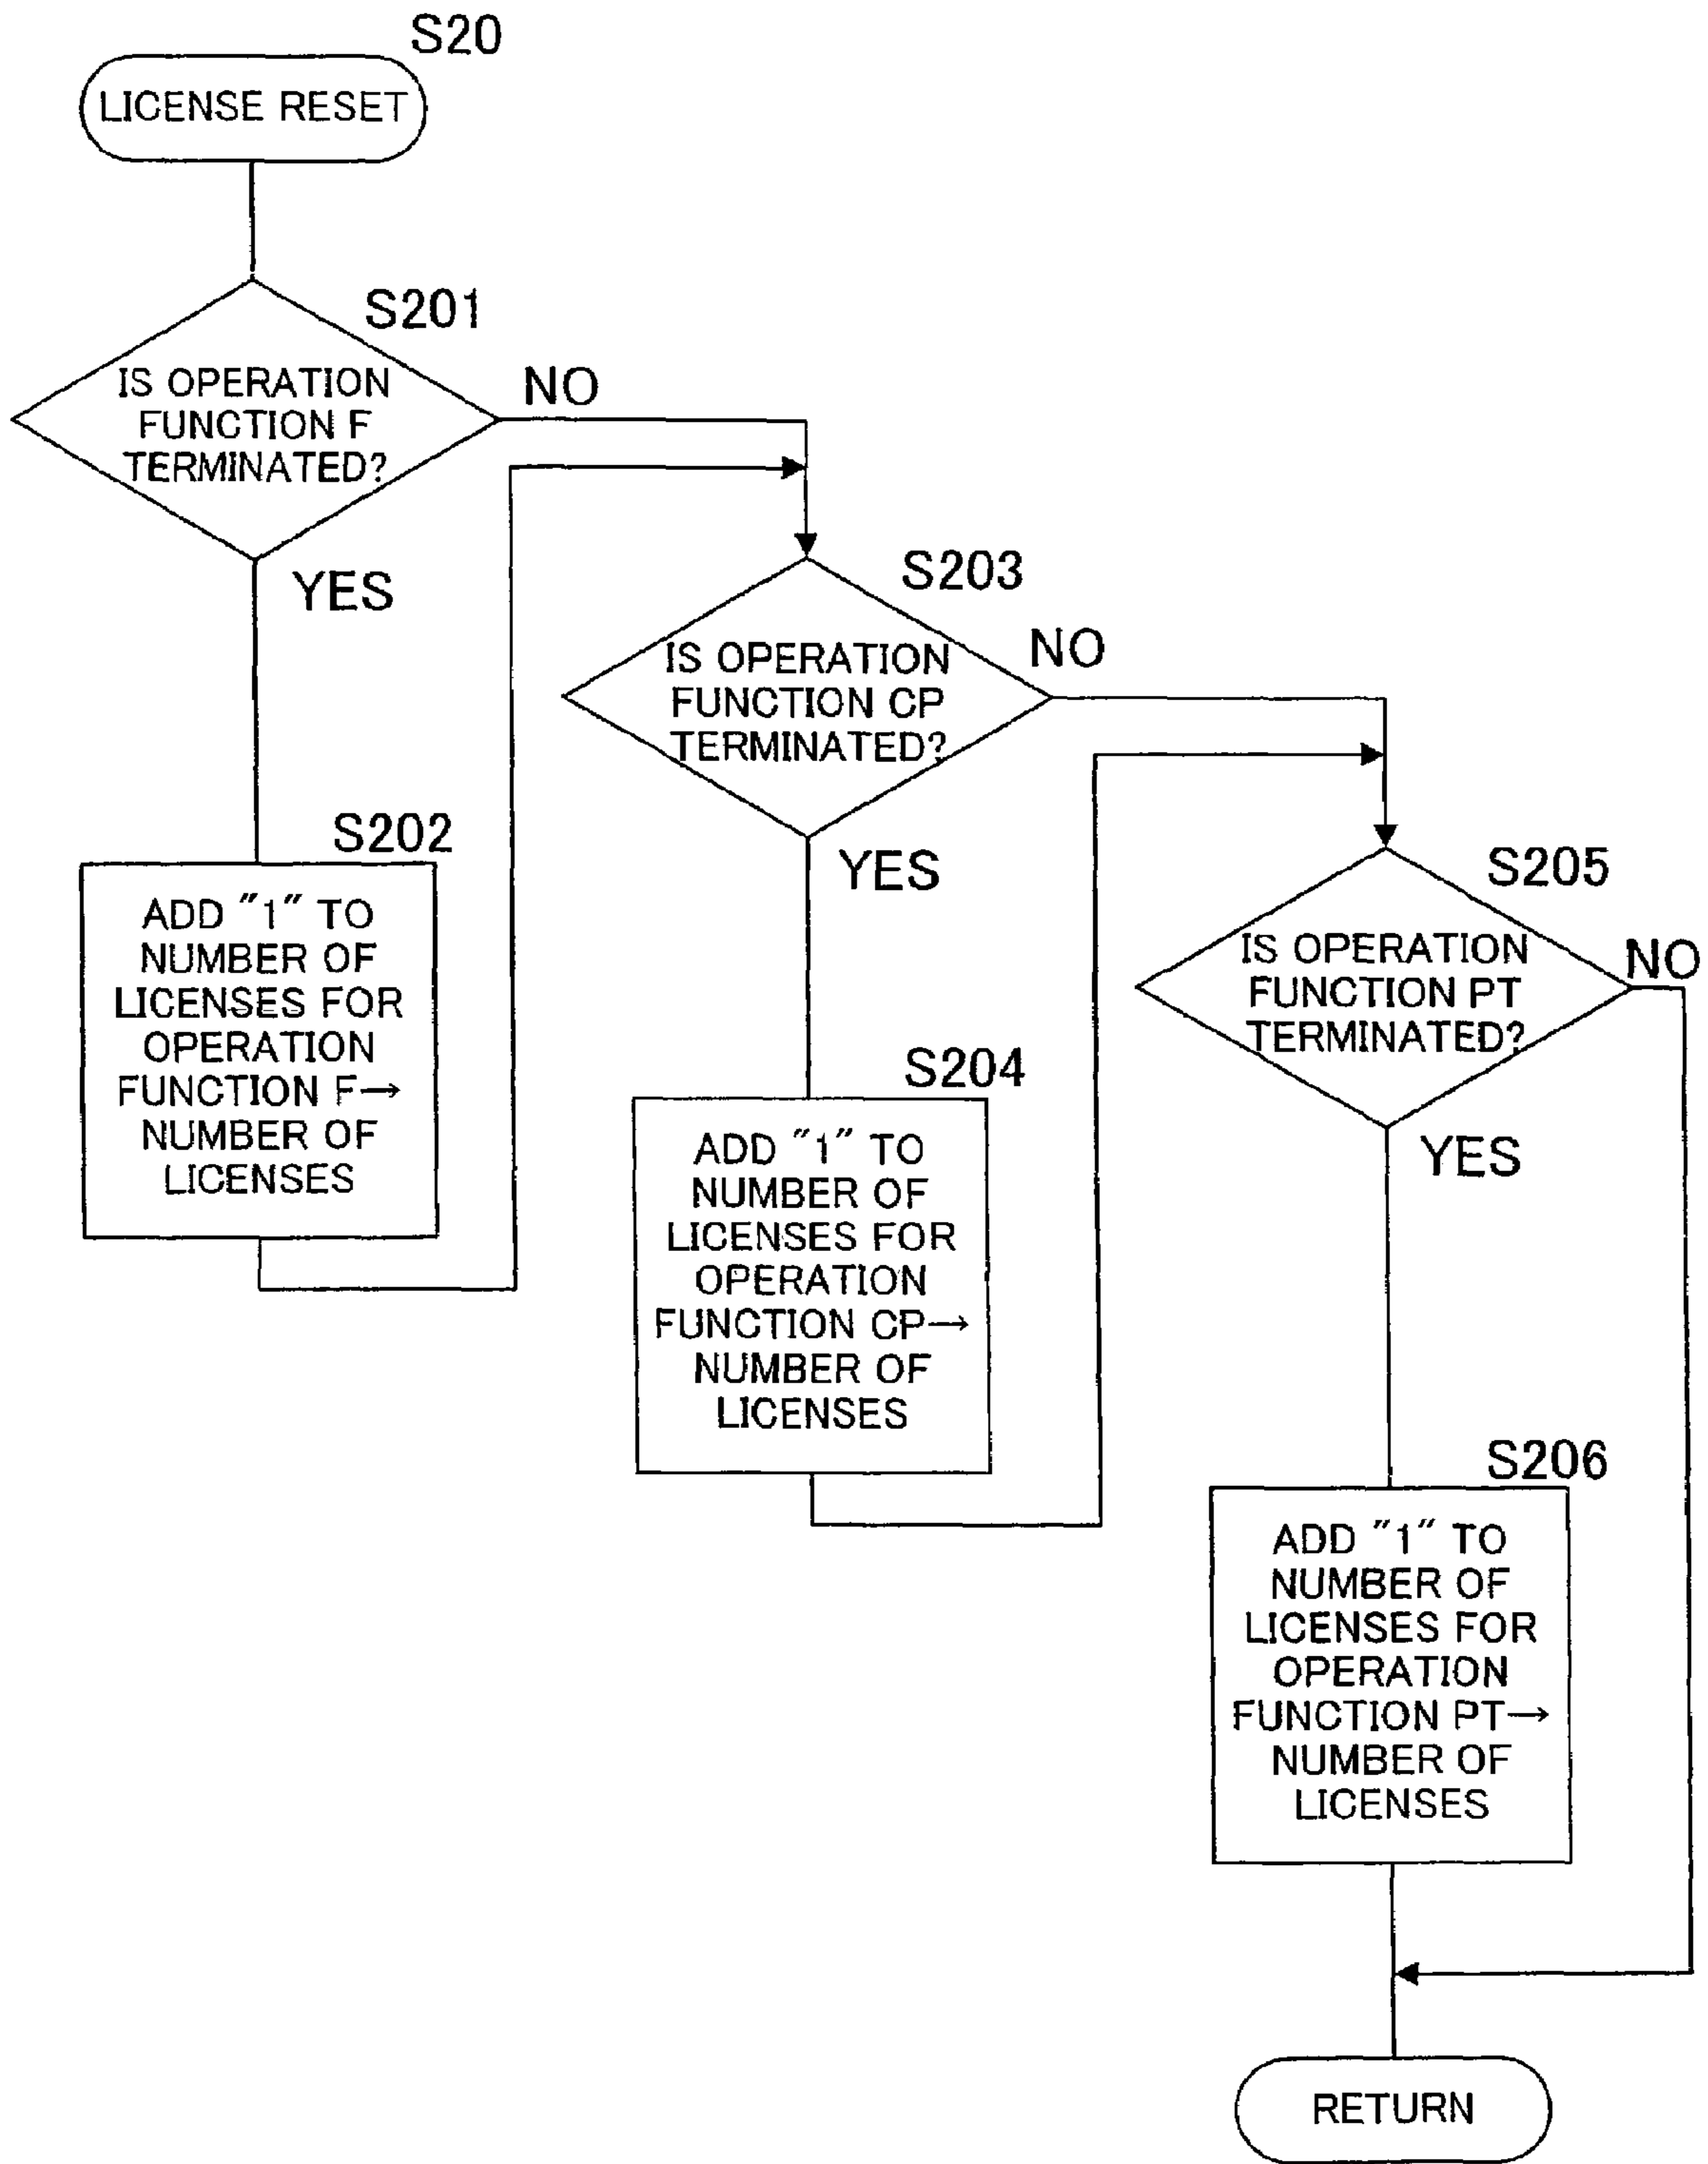 S20
LICENSE RESET
S201
IS OPERATION
FUNCTION F
TERMINATED?
NO
YES
S202
ADD "1" TO
NUMBER OF
LICENSES FOR
OPERATION
FUNCTION F→
NUMBER OF
LICENSES
S203
IS OPERATION
FUNCTION CP
TERMINATED?
NO
YES
S204
ADD "1" TO
NUMBER OF
LICENSES FOR
OPERATION
FUNCTION CP→
NUMBER OF
LICENSES
S205
IS OPERATION
FUNCTION PT
TERMINATED?
NO
YES
S206
ADD "1" TO
NUMBER OF
LICENSES FOR
OPERATION
FUNCTION PT→
NUMBER OF
LICENSES
RETURN